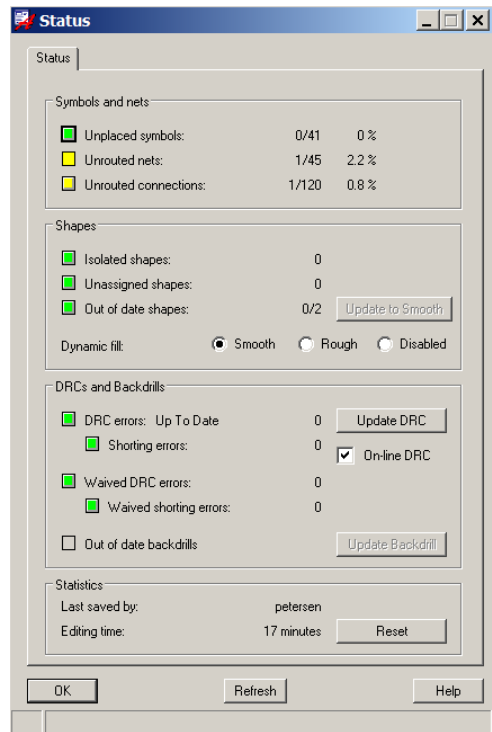 Status
Status
Symbols and nets
Unplaced symbols: 0/41 0 %
Unrouted nets: 1/45 2.2 %
Unrouted connections: 1/120 0.8 %
Shapes
Isolated shapes: 0
Unassigned shapes: 0
Out of date shapes: 0/2 Update to Smooth
Dynamic fill: Smooth Rough Disabled
DRCs and Backdrills
DRC errors: Up To Date 0 Update DRC
Shorting errors: 0
On-line DRC
Waived DRC errors: 0
Waived shorting errors: 0
Out of date backdrills Update Backdrill
Statistics
Last saved by: petersen
Editing time: 17 minutes Reset
OK Refresh Help